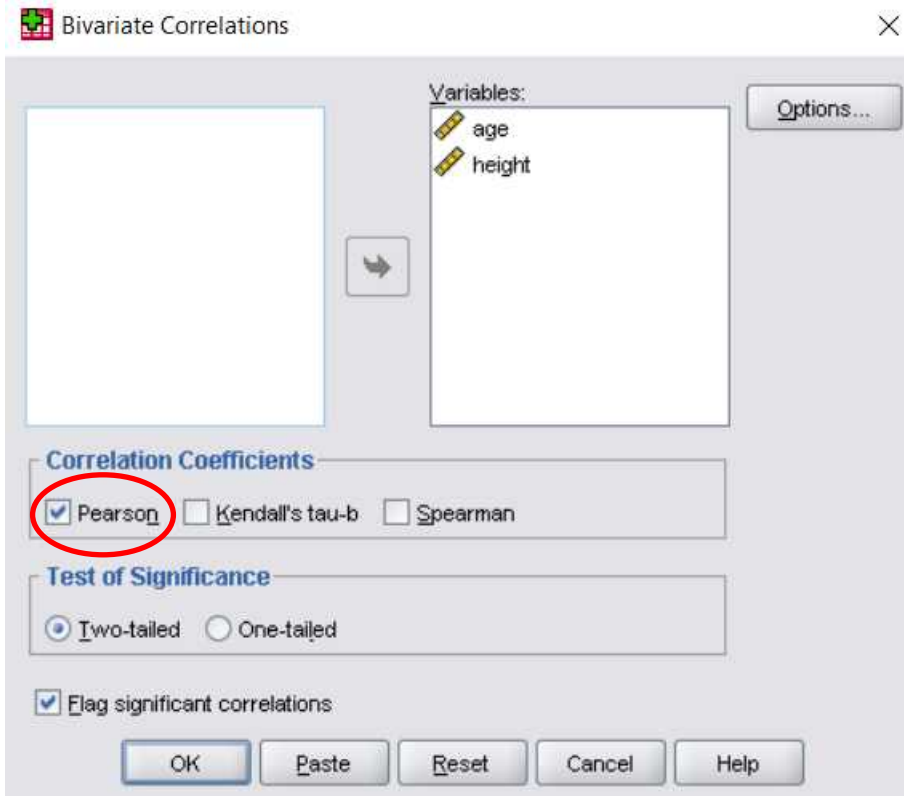 Bivariate Correlations
Variables:
Options...
age
height
Correlation Coefficients
Pearson Kendall's tau-b Spearman
Test of Significance
Two-tailed One-tailed
Flag significant correlations
OK Paste Reset Cancel Help